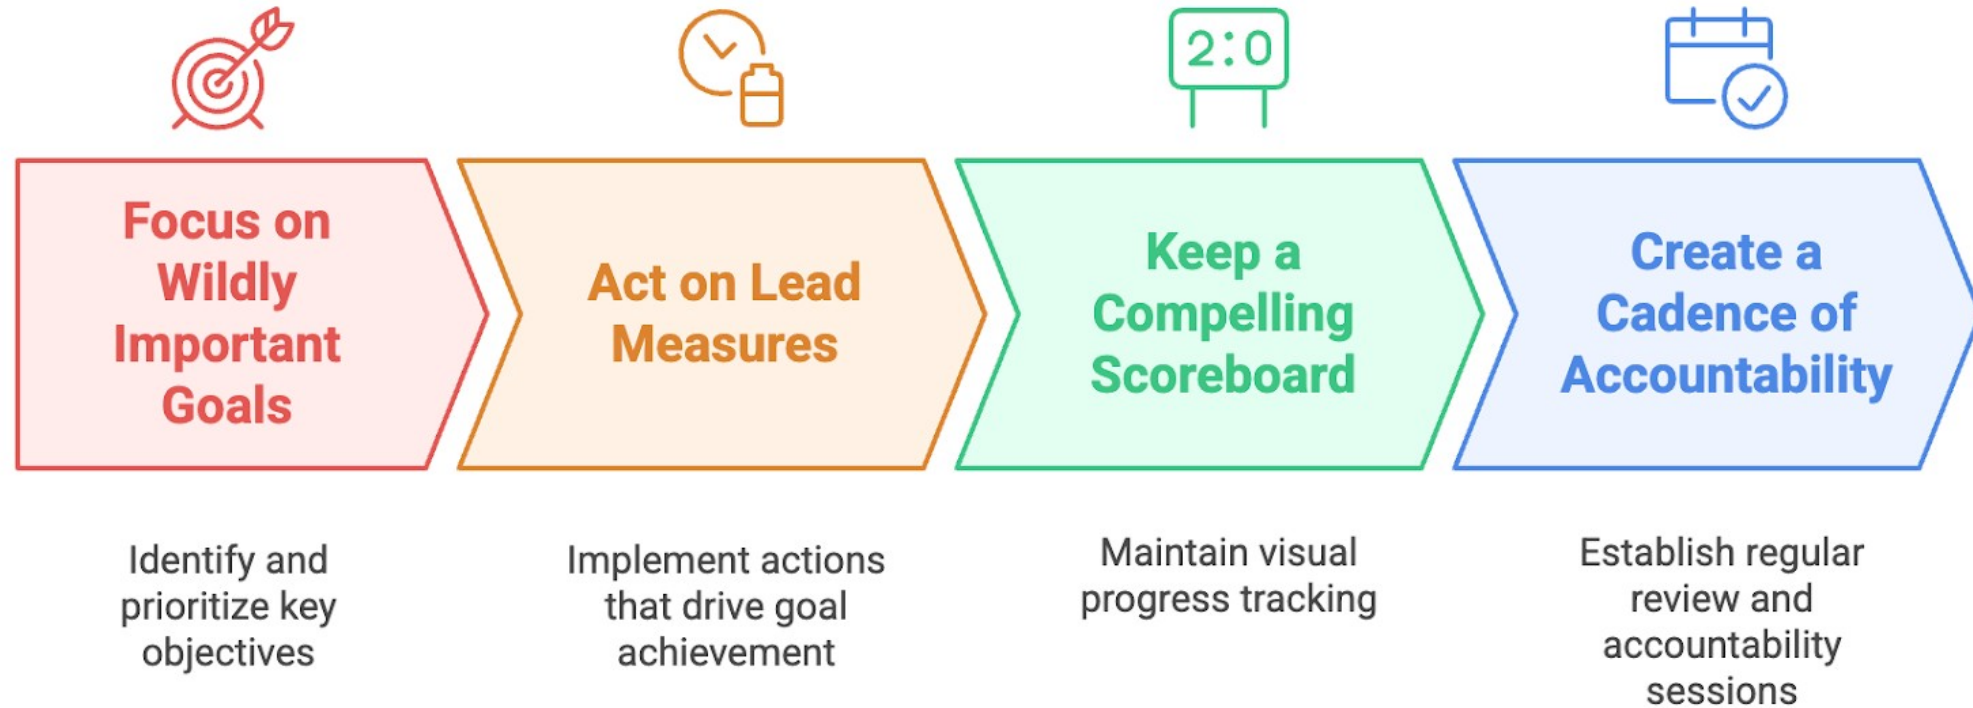 2:0
Focus on
Wildly
Important
Goals
Act on Lead
Measures
Keep a
Compelling
Scoreboard
Create a
Cadence of
Accountability
Identify and
prioritize key
objectives
Implement actions
that drive goal
achievement
Maintain visual
progress tracking
Establish regular
review and
accountability
sessions